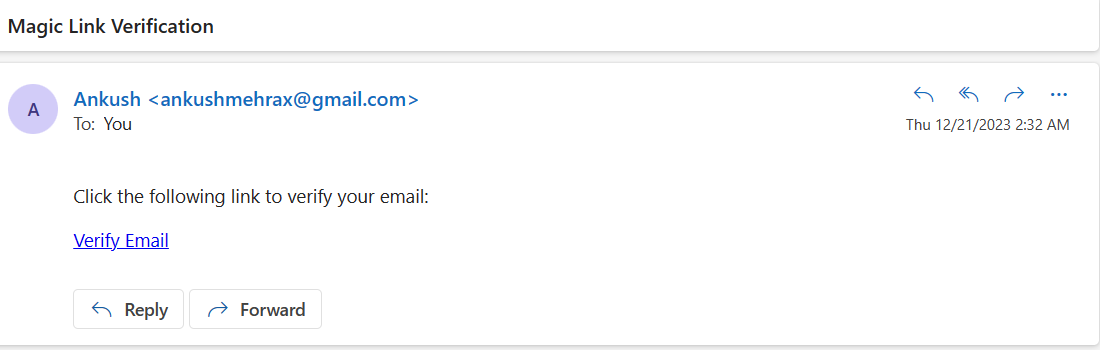 Magic Link Verification
A
Ankush <ankushmehrax@gmail.com>
To: You
Thu 12/21/2023 2:32 AM
Click the following link to verify your email:
Verify Email
Reply
Forward